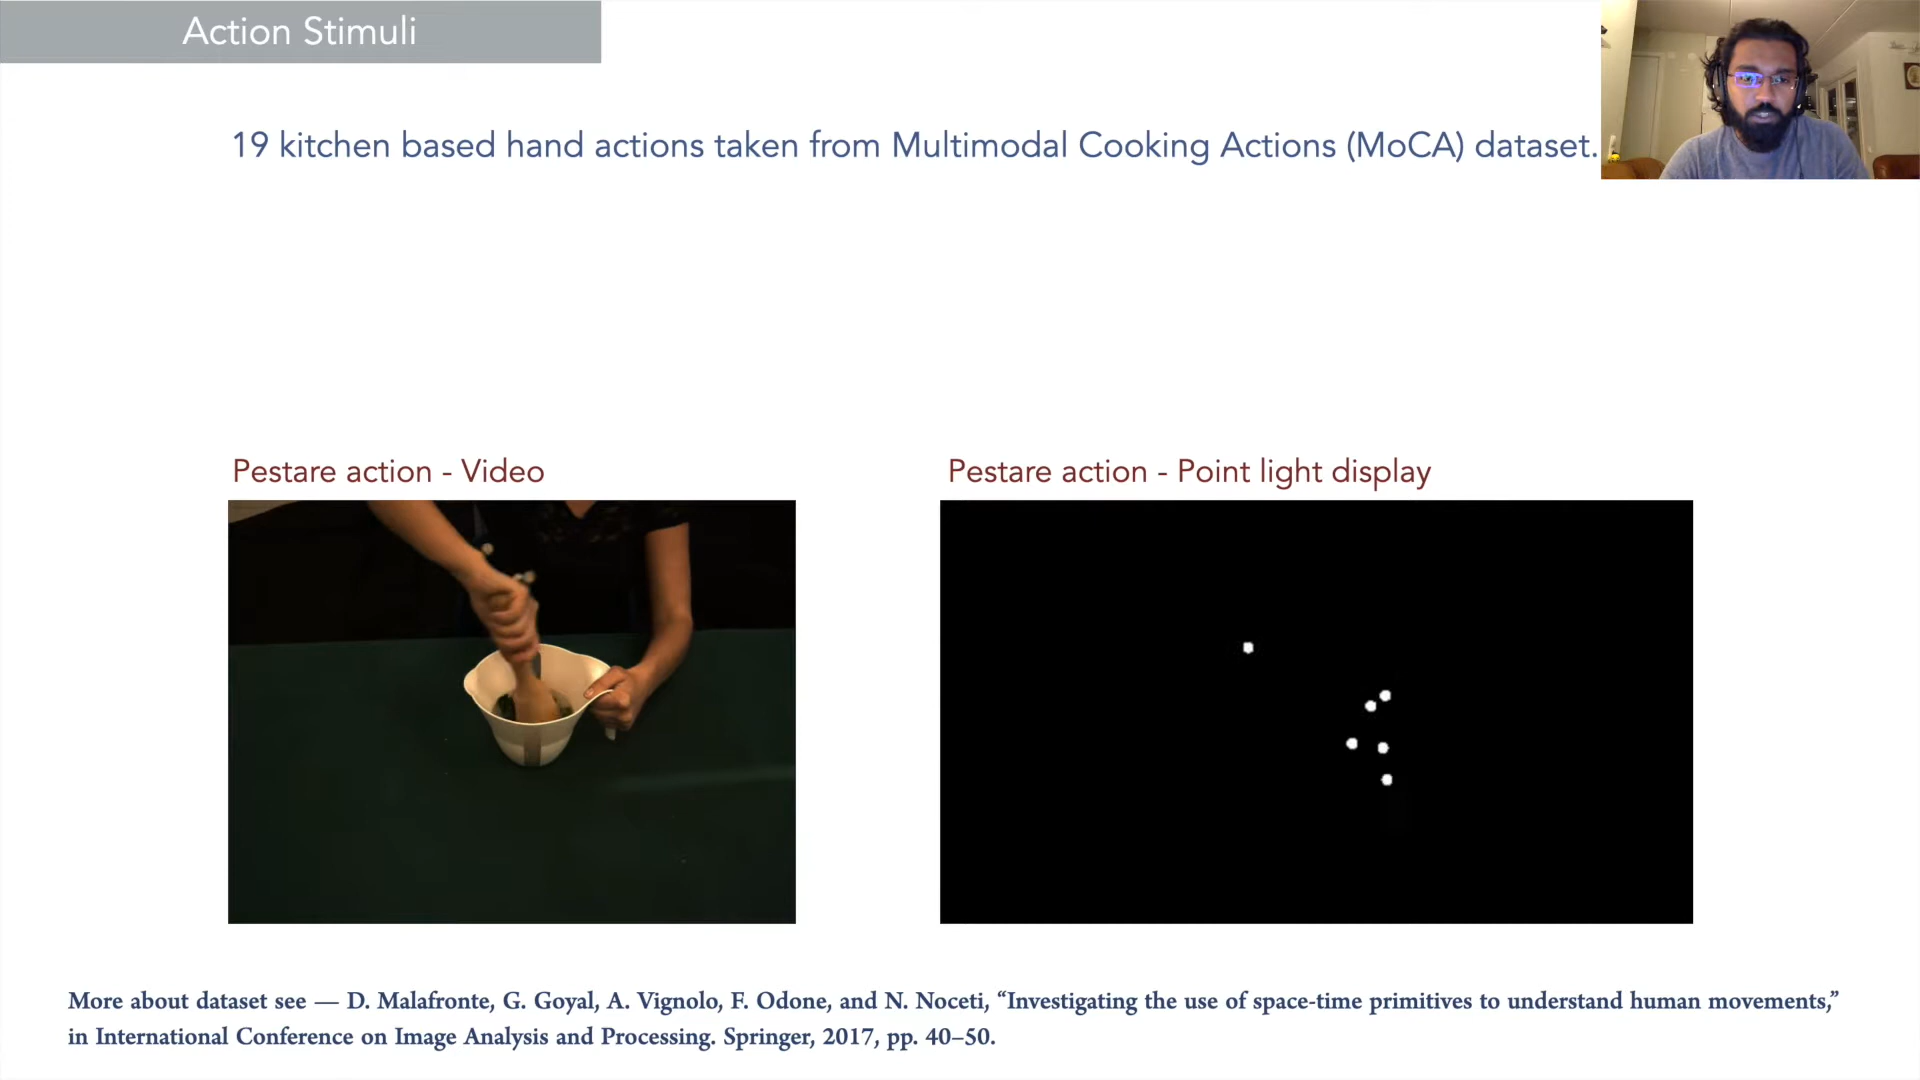 Action Stimuli
19 kitchen based hand actions taken from Multimodal Cooking Actions (MoCA) dataset.
Pestare action - Video
Pestare action - Point light display
More about dataset see — D. Malafronte, G. Goyal, A. Vignolo, F. Odone, and N. Noceti, “Investigating the use of space-time primitives to understand human movements,”
in International Conference on Image Analysis and Processing. Springer, 2017, pp. 40–50.